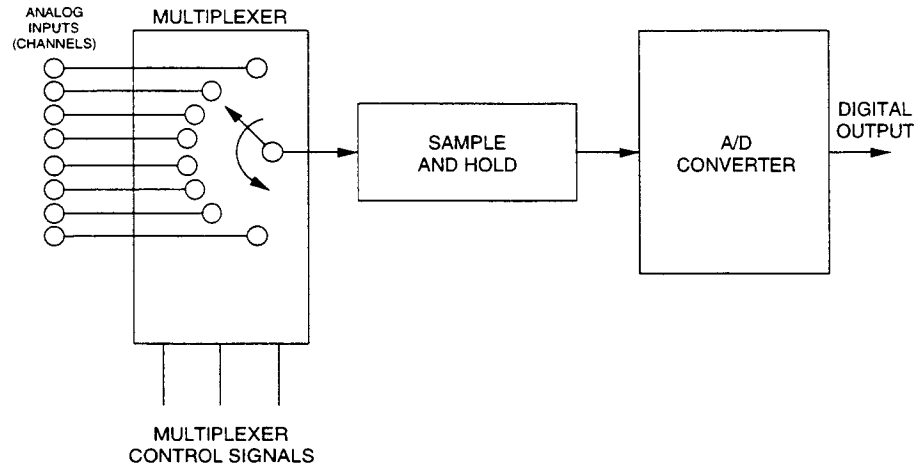 ANALOG
INPUTS
(CHANNELS)
MULTIPLEXER
SAMPLE
AND HOLD
A/D
CONVERTER
DIGITAL
OUTPUT
MULTIPLEXER
CONTROL SIGNALS